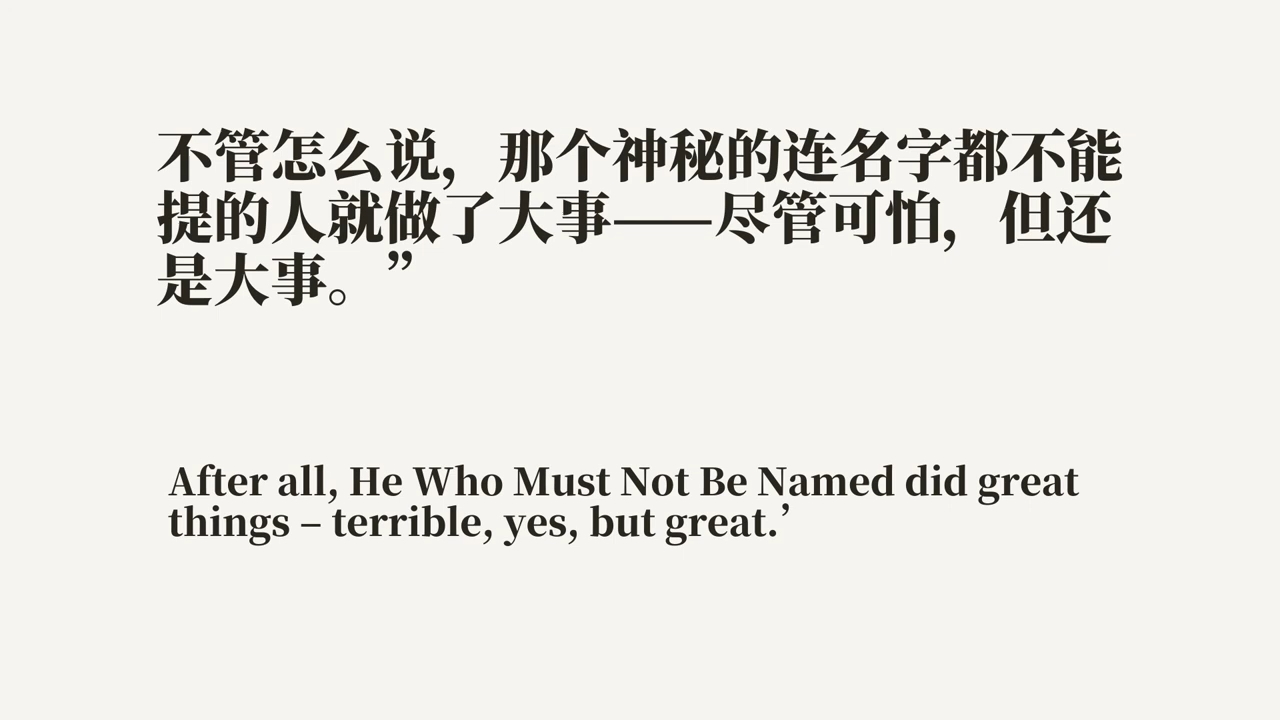 不管怎么说，那个神秘的连名字都不能
提的人就做了大事——尽管可怕，但还
是大事。”
After all, He Who Must Not Be Named did great
things – terrible, yes, but great.’